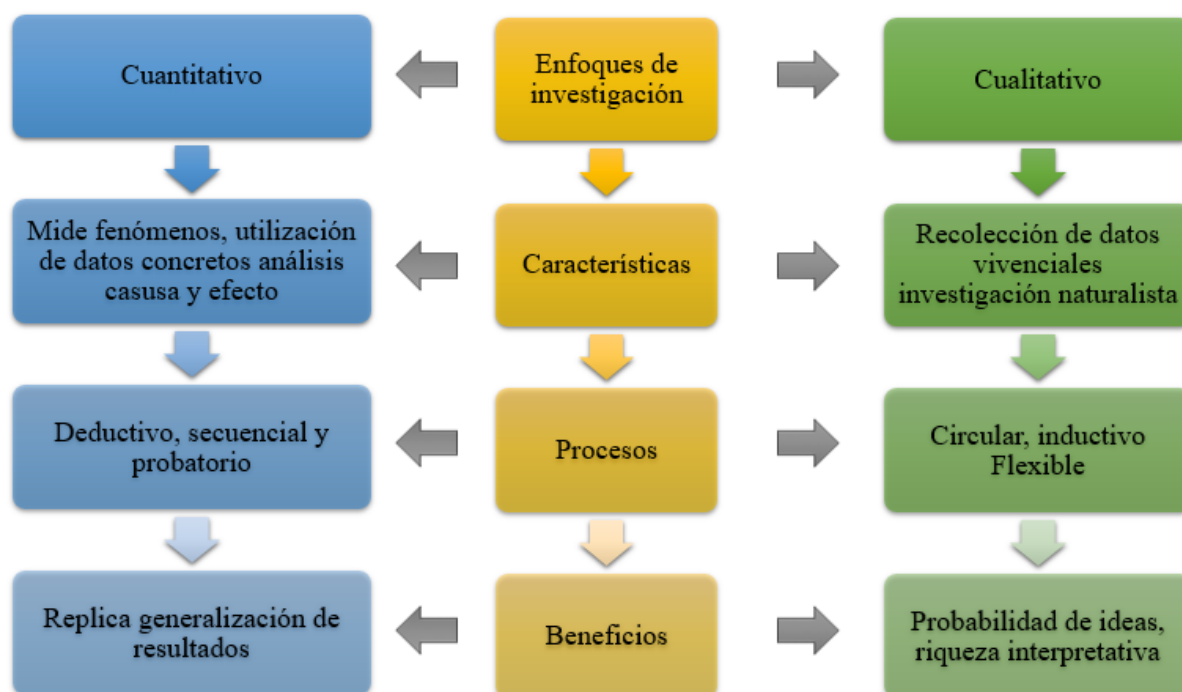 Cuantitativo
Enfoques de
investigación
Cualitativo
Mide fenómenos, utilización
de datos concretos análisis
casusa y efecto
Característícas
Recolección de datos
vivenciales
investigación naturalista
Deductivo, secuencial y
probatorio
Procesos
Circular, inductivo
Flexible
Replica generalización de
resultados
Beneficios
Probabilidad de ideas,
riqueza interpretativa